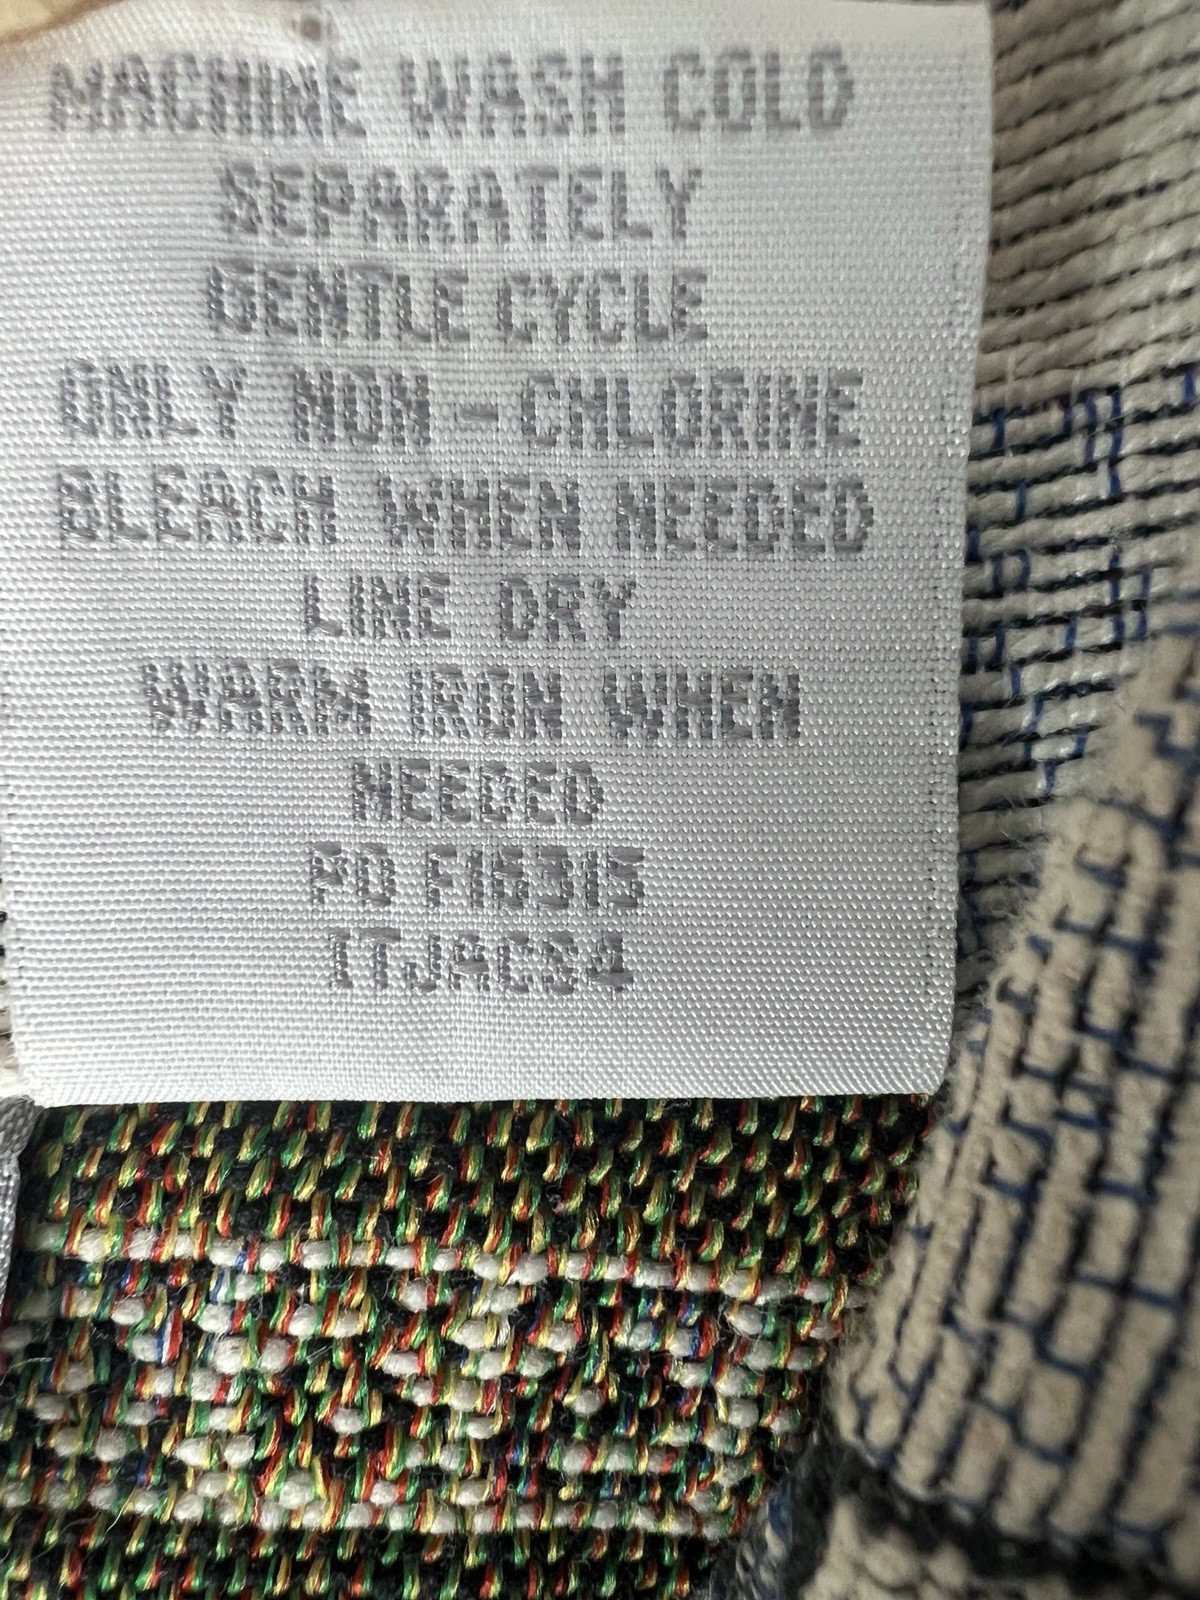 MACHINE WASH COLD
SEPARATELY
GENTLE CYCLE
ONLY NON-CHLORINE
BLEACH WHEN NEEDED
LINE DRY
WARM IRON WHEN
NEEDED
PO F16315
ITJAC34